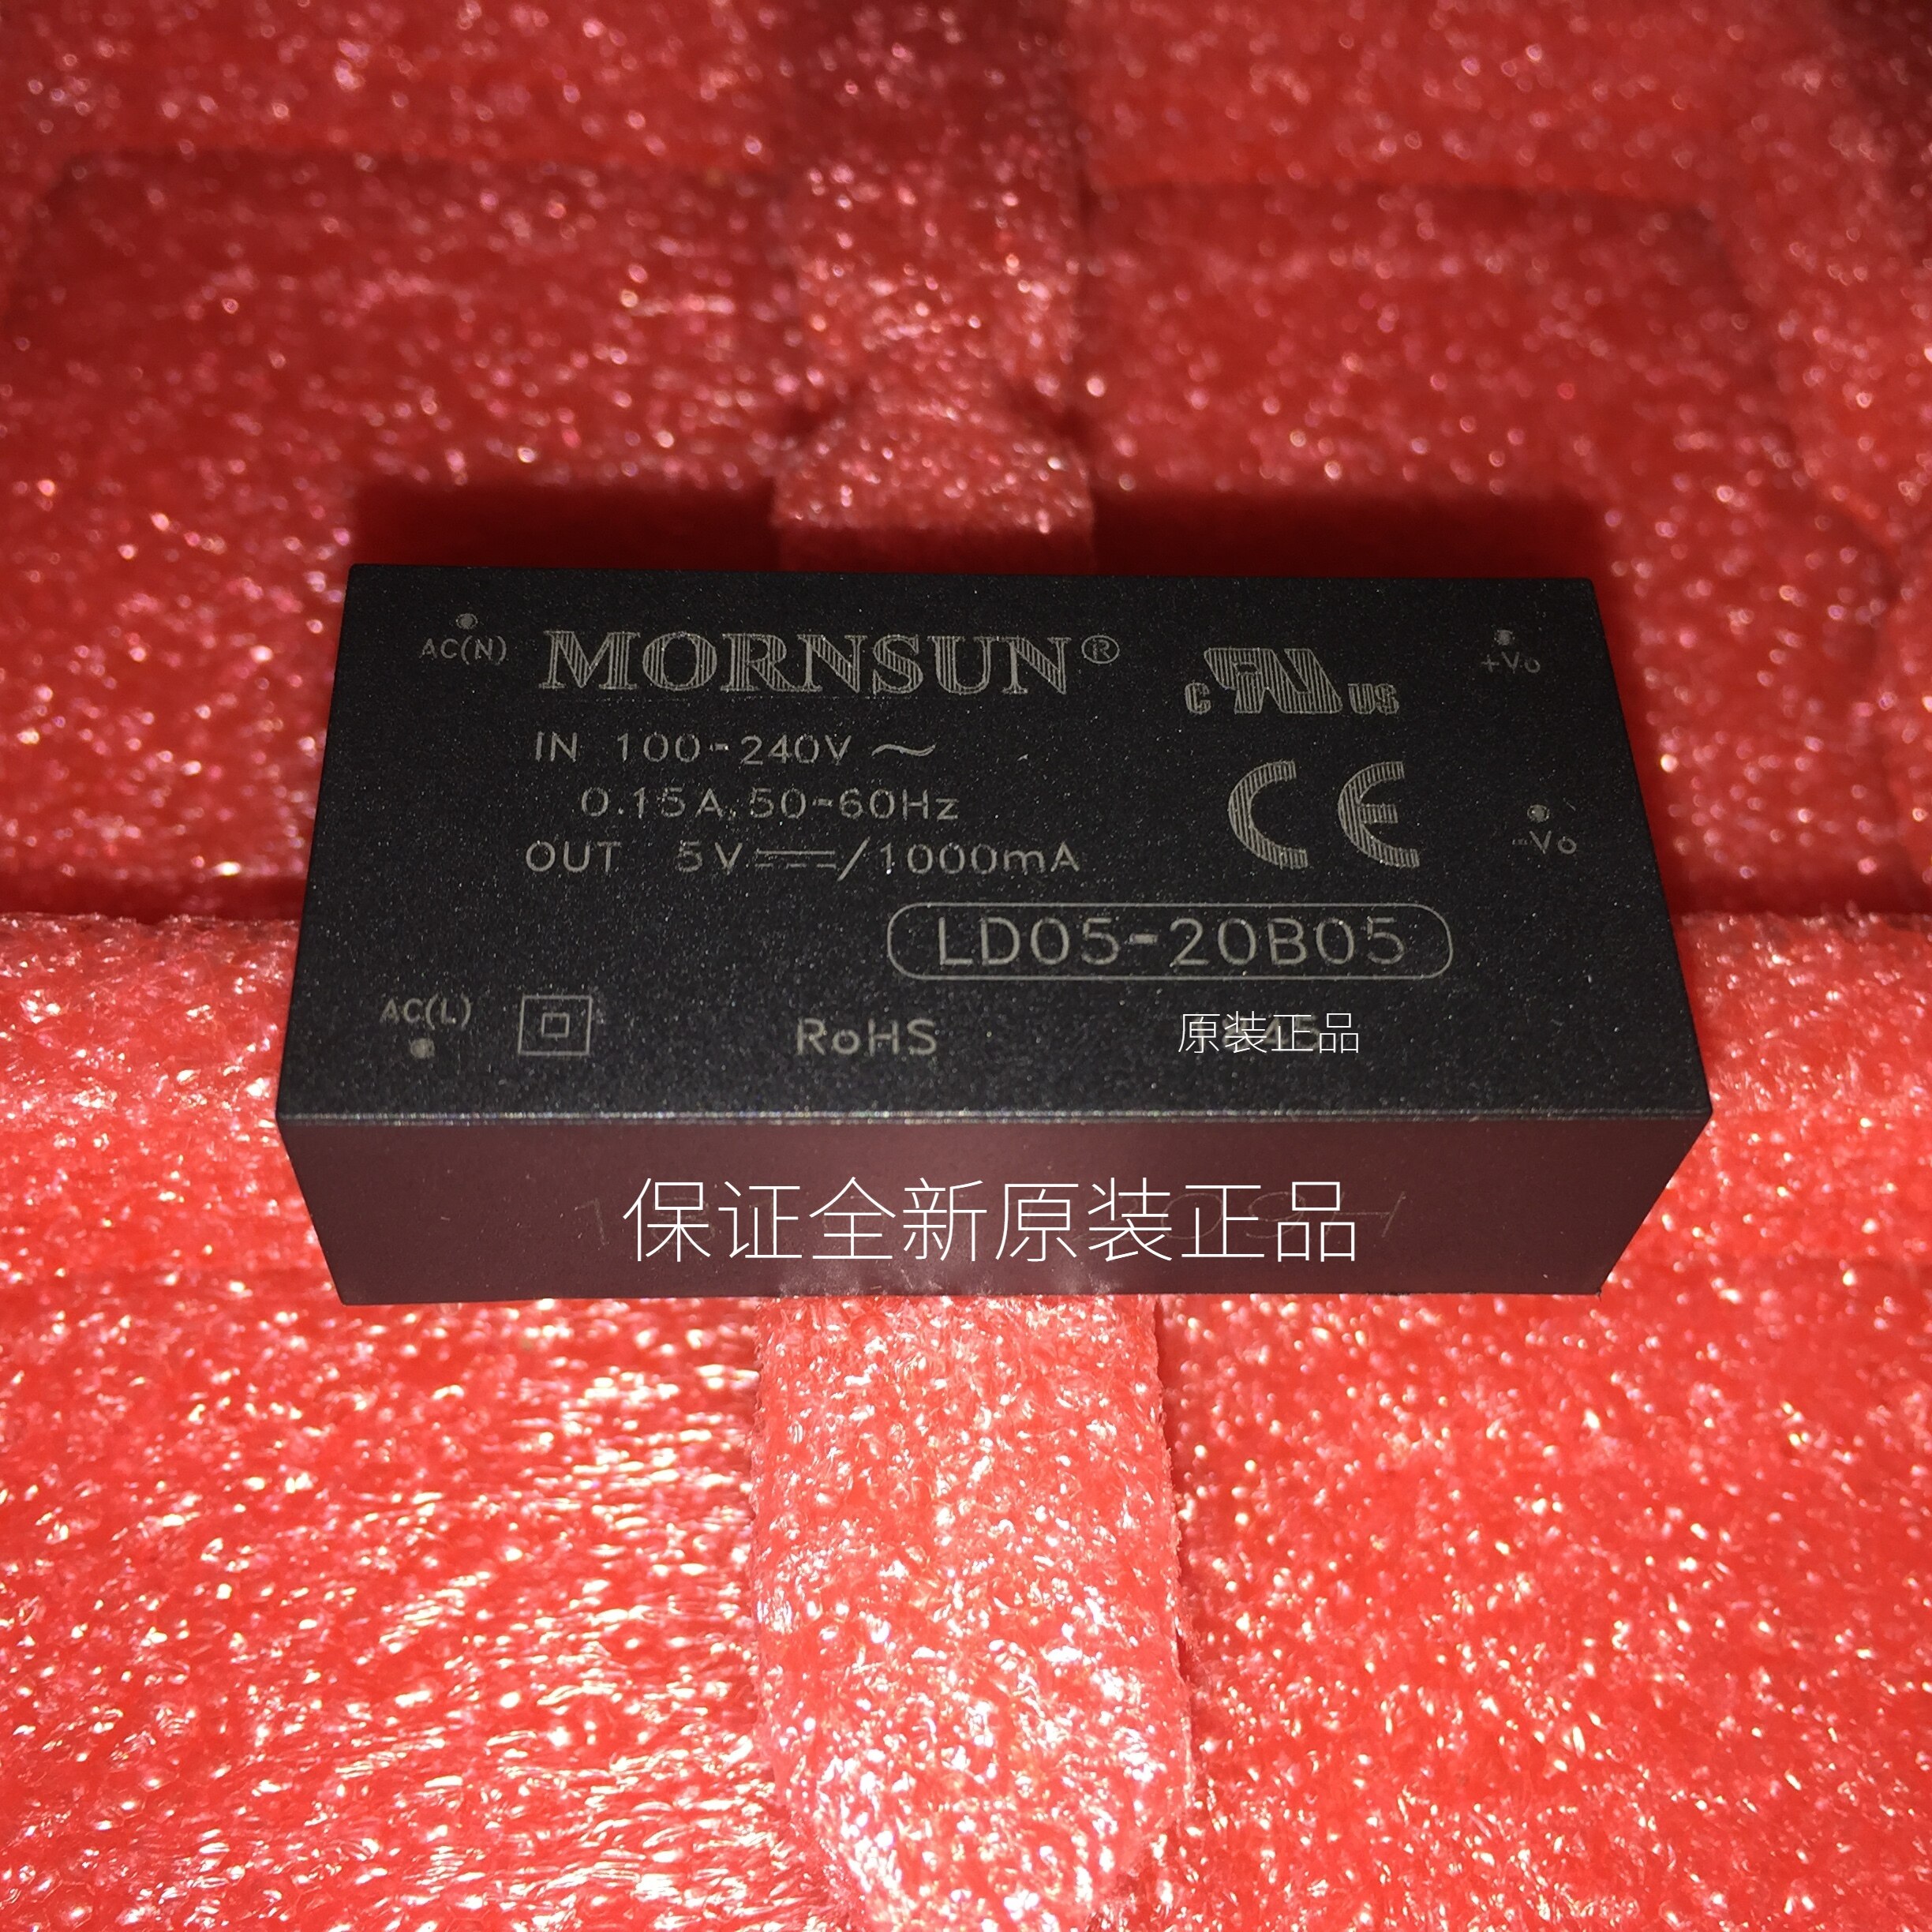 AC(N) MORNSUN® c RU US +Vo
IN 100-240V ~
0.15A, 50-60Hz
OUT 5V⎓/1000mA
CE
-Vo
LD05-20B05
AC(L)
RoHS
原装正品
保证全新原装正品